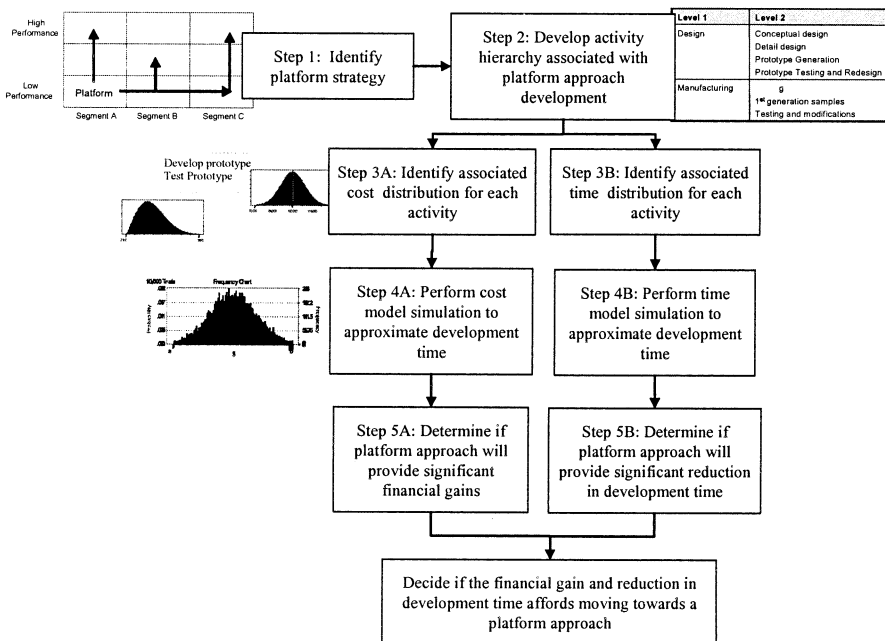 High
Performance
Low
Performance
Platform
Segment A
Segment B
Segment C
Step 1: Identify
platform strategy
Step 2: Develop activity
hierarchy associated with
platform approach
development
Level 1
Level 2
Design
Conceptual design
Detail design
Prototype Generation
Prototype Testing and Redesign
Manufacturing
g
1st generation samples
Testing and modifications
Develop prototype
Test Prototype
Step 3A: Identify associated
cost distribution for each
activity
Step 3B: Identify associated
time distribution for each
activity
10,000 Trials
Frequency Chart
Probability
Frequency
Step 4A: Perform cost
model simulation to
approximate development
time
Step 4B: Perform time
model simulation to
approximate development
time
Step 5A: Determine if
platform approach will
provide significant
financial gains
Step 5B: Determine if
platform approach will
provide significant reduction
in development time
Decide if the financial gain and reduction in
development time affords moving towards a
platform approach